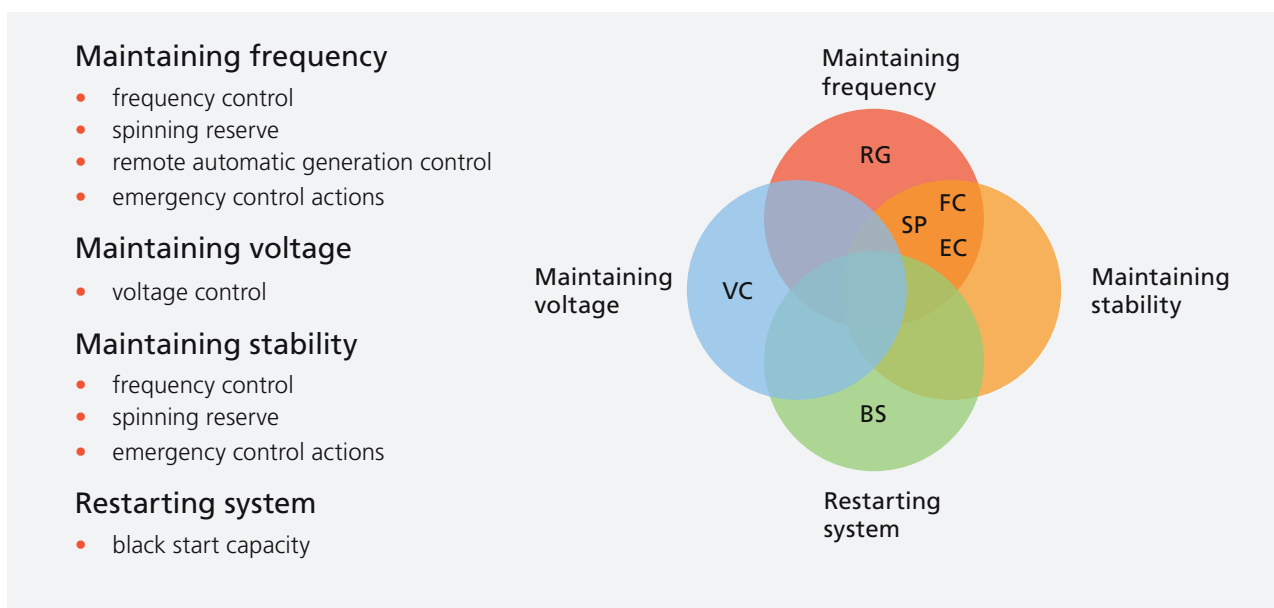 Maintaining frequency
• frequency control
• spinning reserve
• remote automatic generation control
• emergency control actions
Maintaining voltage
• voltage control
Maintaining stability
• frequency control
• spinning reserve
• emergency control actions
Restarting system
• black start capacity
Maintaining
frequency
RG
FC
SP
EC
Maintaining
voltage
VC
Maintaining
stability
BS
Restarting
system